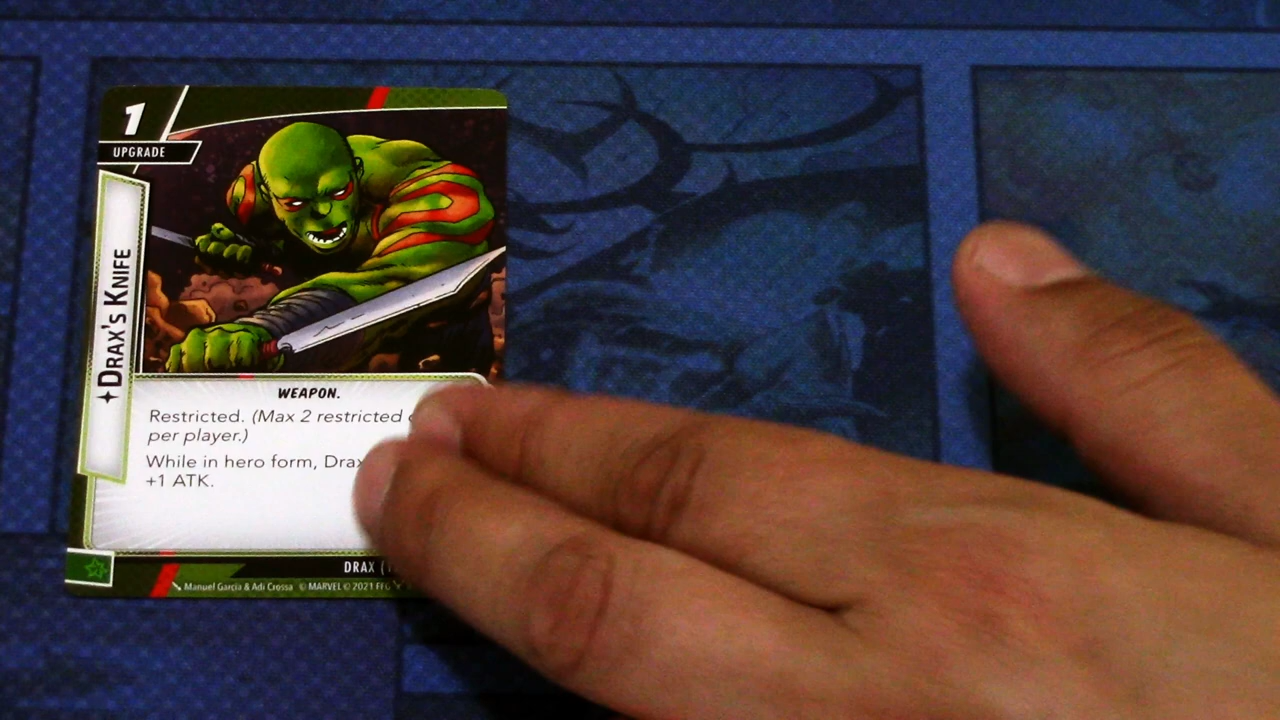 1
UPGRADE
DRAX'S KNIFE
WEAPON.
Restricted. (Max 2 restricted
per player.)
While in hero form, Drax
+1 ATK.
DRAX (1
Manuel Garcia & Adi Crossa © MARVEL © 2021 FFG